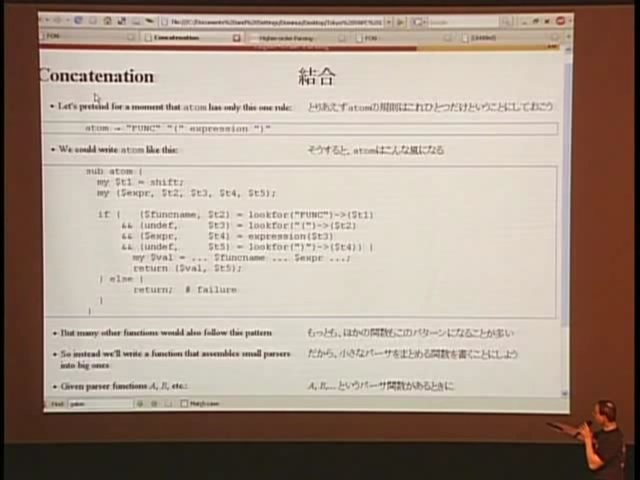 Concatenation
結合
Concatenation
Higher-order Parsing
(Untitled)
• Let's pretend for a moment that atom has only this one rule:
とりあえずatomの規則はこれひとつだけということにしておこう
atom → "FUNC" "(" expression ")"
• We could write atom like this:
そうすると、atomはこんな風になる
sub atom {
my $t1 = shift;
my ($expr, $t2, $t3, $t4, $t5);
if (   ($funcname, $t2) = lookfor("FUNC")->($t1)
&& (undef,     $t3) = lookfor("(")->($t2)
&& ($expr,     $t4) = expression($t3)
&& (undef,     $t5) = lookfor(")")->($t4)) {
my $val = ... $funcname ... $expr ...;
return ($val, $t5);
} else {
return;  # failure
}
}
• But many other functions would also follow this pattern
もっとも、ほかの関数もこのパターンになることが多い
• So instead we'll write a function that assembles small parsers
into big ones
だから、小さなパーサをまとめる関数を書くことにしよう
• Given parser functions A, B, etc.:
A, B,... というパーサ関数があるときに
Find:
Match case